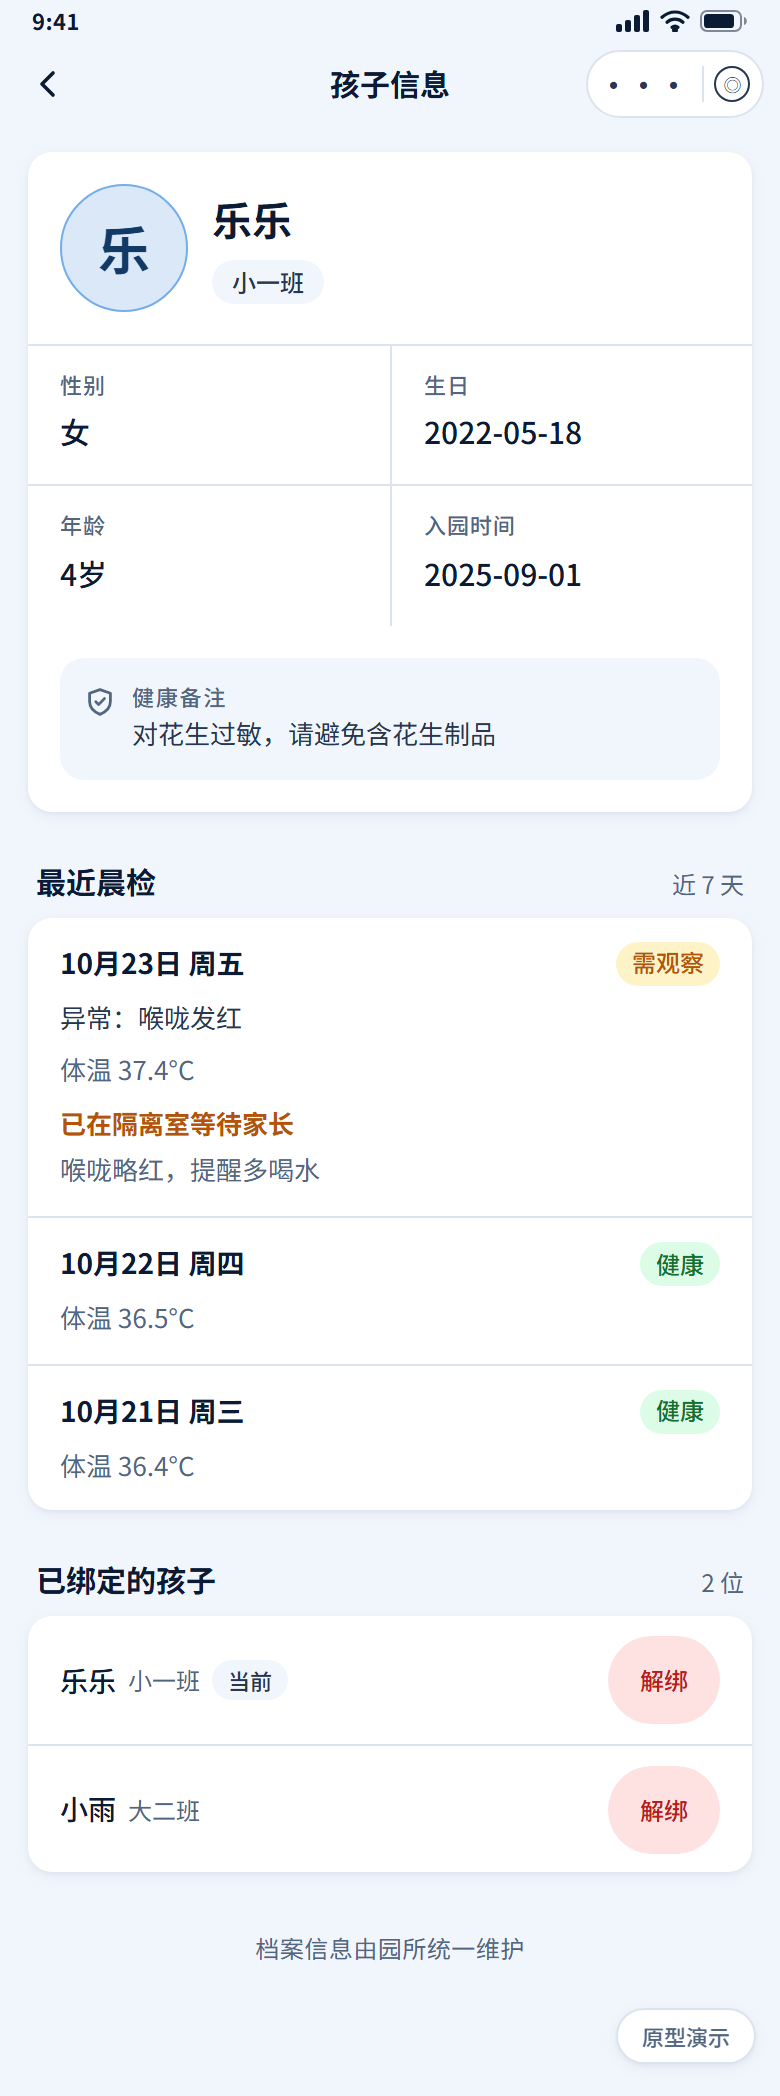 9:41
孩子信息
乐
乐乐
小一班
性别
女
生日
2022-05-18
年龄
4岁
入园时间
2025-09-01
健康备注
对花生过敏，请避免含花生制品
最近晨检
近 7 天
10月23日 周五
需观察
异常：喉咙发红
体温 37.4°C
已在隔离室等待家长
喉咙略红，提醒多喝水
10月22日 周四
健康
体温 36.5°C
10月21日 周三
健康
体温 36.4°C
已绑定的孩子
2 位
乐乐 小一班 当前
解绑
小雨 大二班
解绑
档案信息由园所统一维护
原型演示